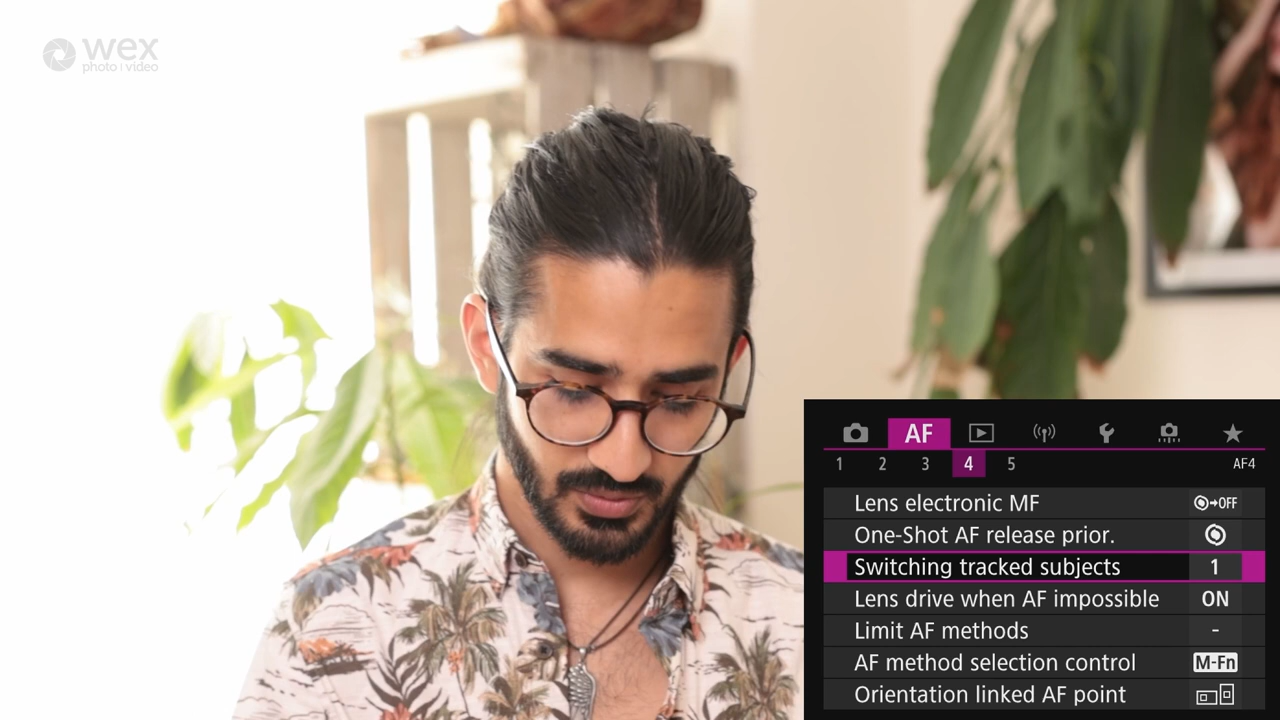 wex
photo | video
AF
1 2 3 4 5 AF4
Lens electronic MF OFF
One-Shot AF release prior.
Switching tracked subjects 1
Lens drive when AF impossible ON
Limit AF methods -
AF method selection control M-Fn
Orientation linked AF point